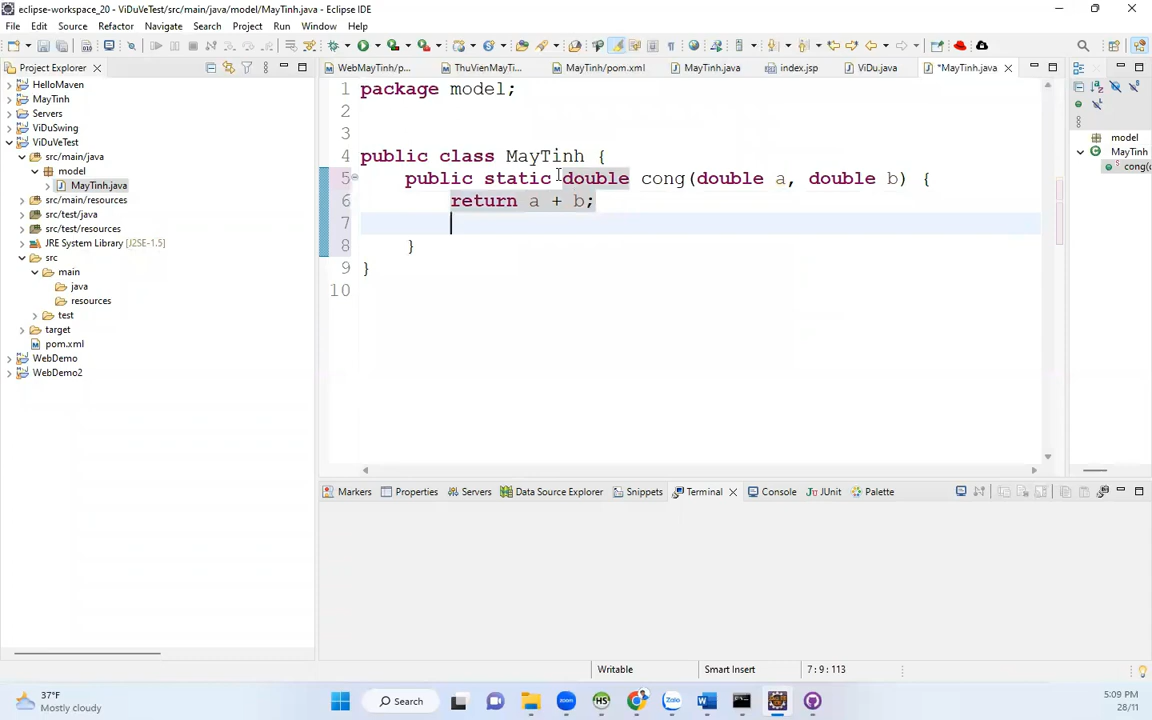 eclipse-workspace_20 - ViDuVeTest/src/main/java/model/MayTinh.java - Eclipse IDE
File Edit Source Refactor Navigate Search Project Run Window Help
Project Explorer
WebMayTinh/p...
ThuVienMayTi...
MayTinh/pom.xml
MayTinh.java
index.jsp
ViDu.java
*MayTinh.java
HelloMaven
MayTinh
Servers
ViDuSwing
ViDuVeTest
src/main/java
model
MayTinh.java
src/main/resources
src/test/java
src/test/resources
JRE System Library [J2SE-1.5]
src
main
java
resources
test
target
pom.xml
WebDemo
WebDemo2
1 package model;
2
3
4 public class MayTinh {
5 public static double cong(double a, double b) {
6 return a + b;
7
8 }
9 }
10
model
MayTinh
cong(
Markers Properties Servers Data Source Explorer Snippets Terminal Console JUnit Palette
Writable Smart Insert 7 : 9 : 113
37°F
Mostly cloudy
Search
5:09 PM
28/11